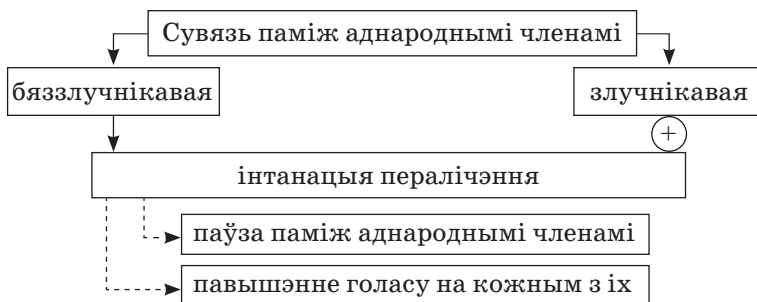 Сувязь паміж аднароднымі членамі
бяззлучнікавая
злучнікавая
+
інтанацыя пералічэння
паўза паміж аднароднымі членамі
павышэнне голасу на кожным з іх